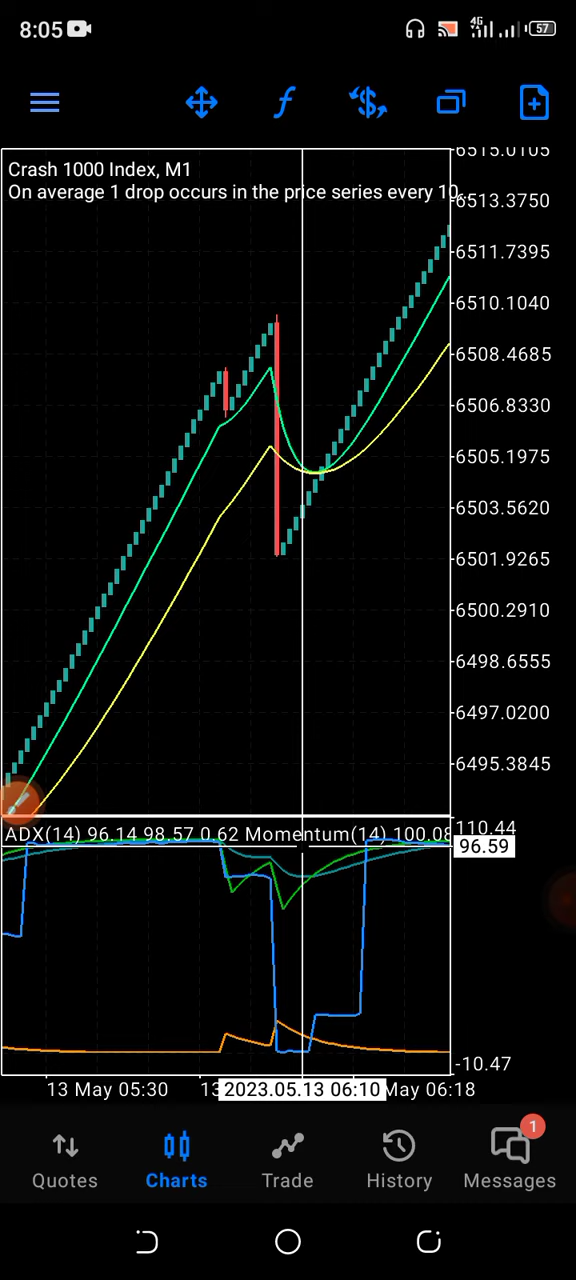 8:05
4G
57
Crash 1000 Index, M1
On average 1 drop occurs in the price series every 10
6515.0105
6513.3750
6511.7395
6510.1040
6508.4685
6506.8330
6505.1975
6503.5620
6501.9265
6500.2910
6498.6555
6497.0200
6495.3845
ADX(14) 96.14 98.57 0.62 Momentum(14) 100.08
110.44
96.59
-10.47
13 May 05:30
13
2023.05.13 06:10
May 06:18
1
Quotes
Charts
Trade
History
Messages